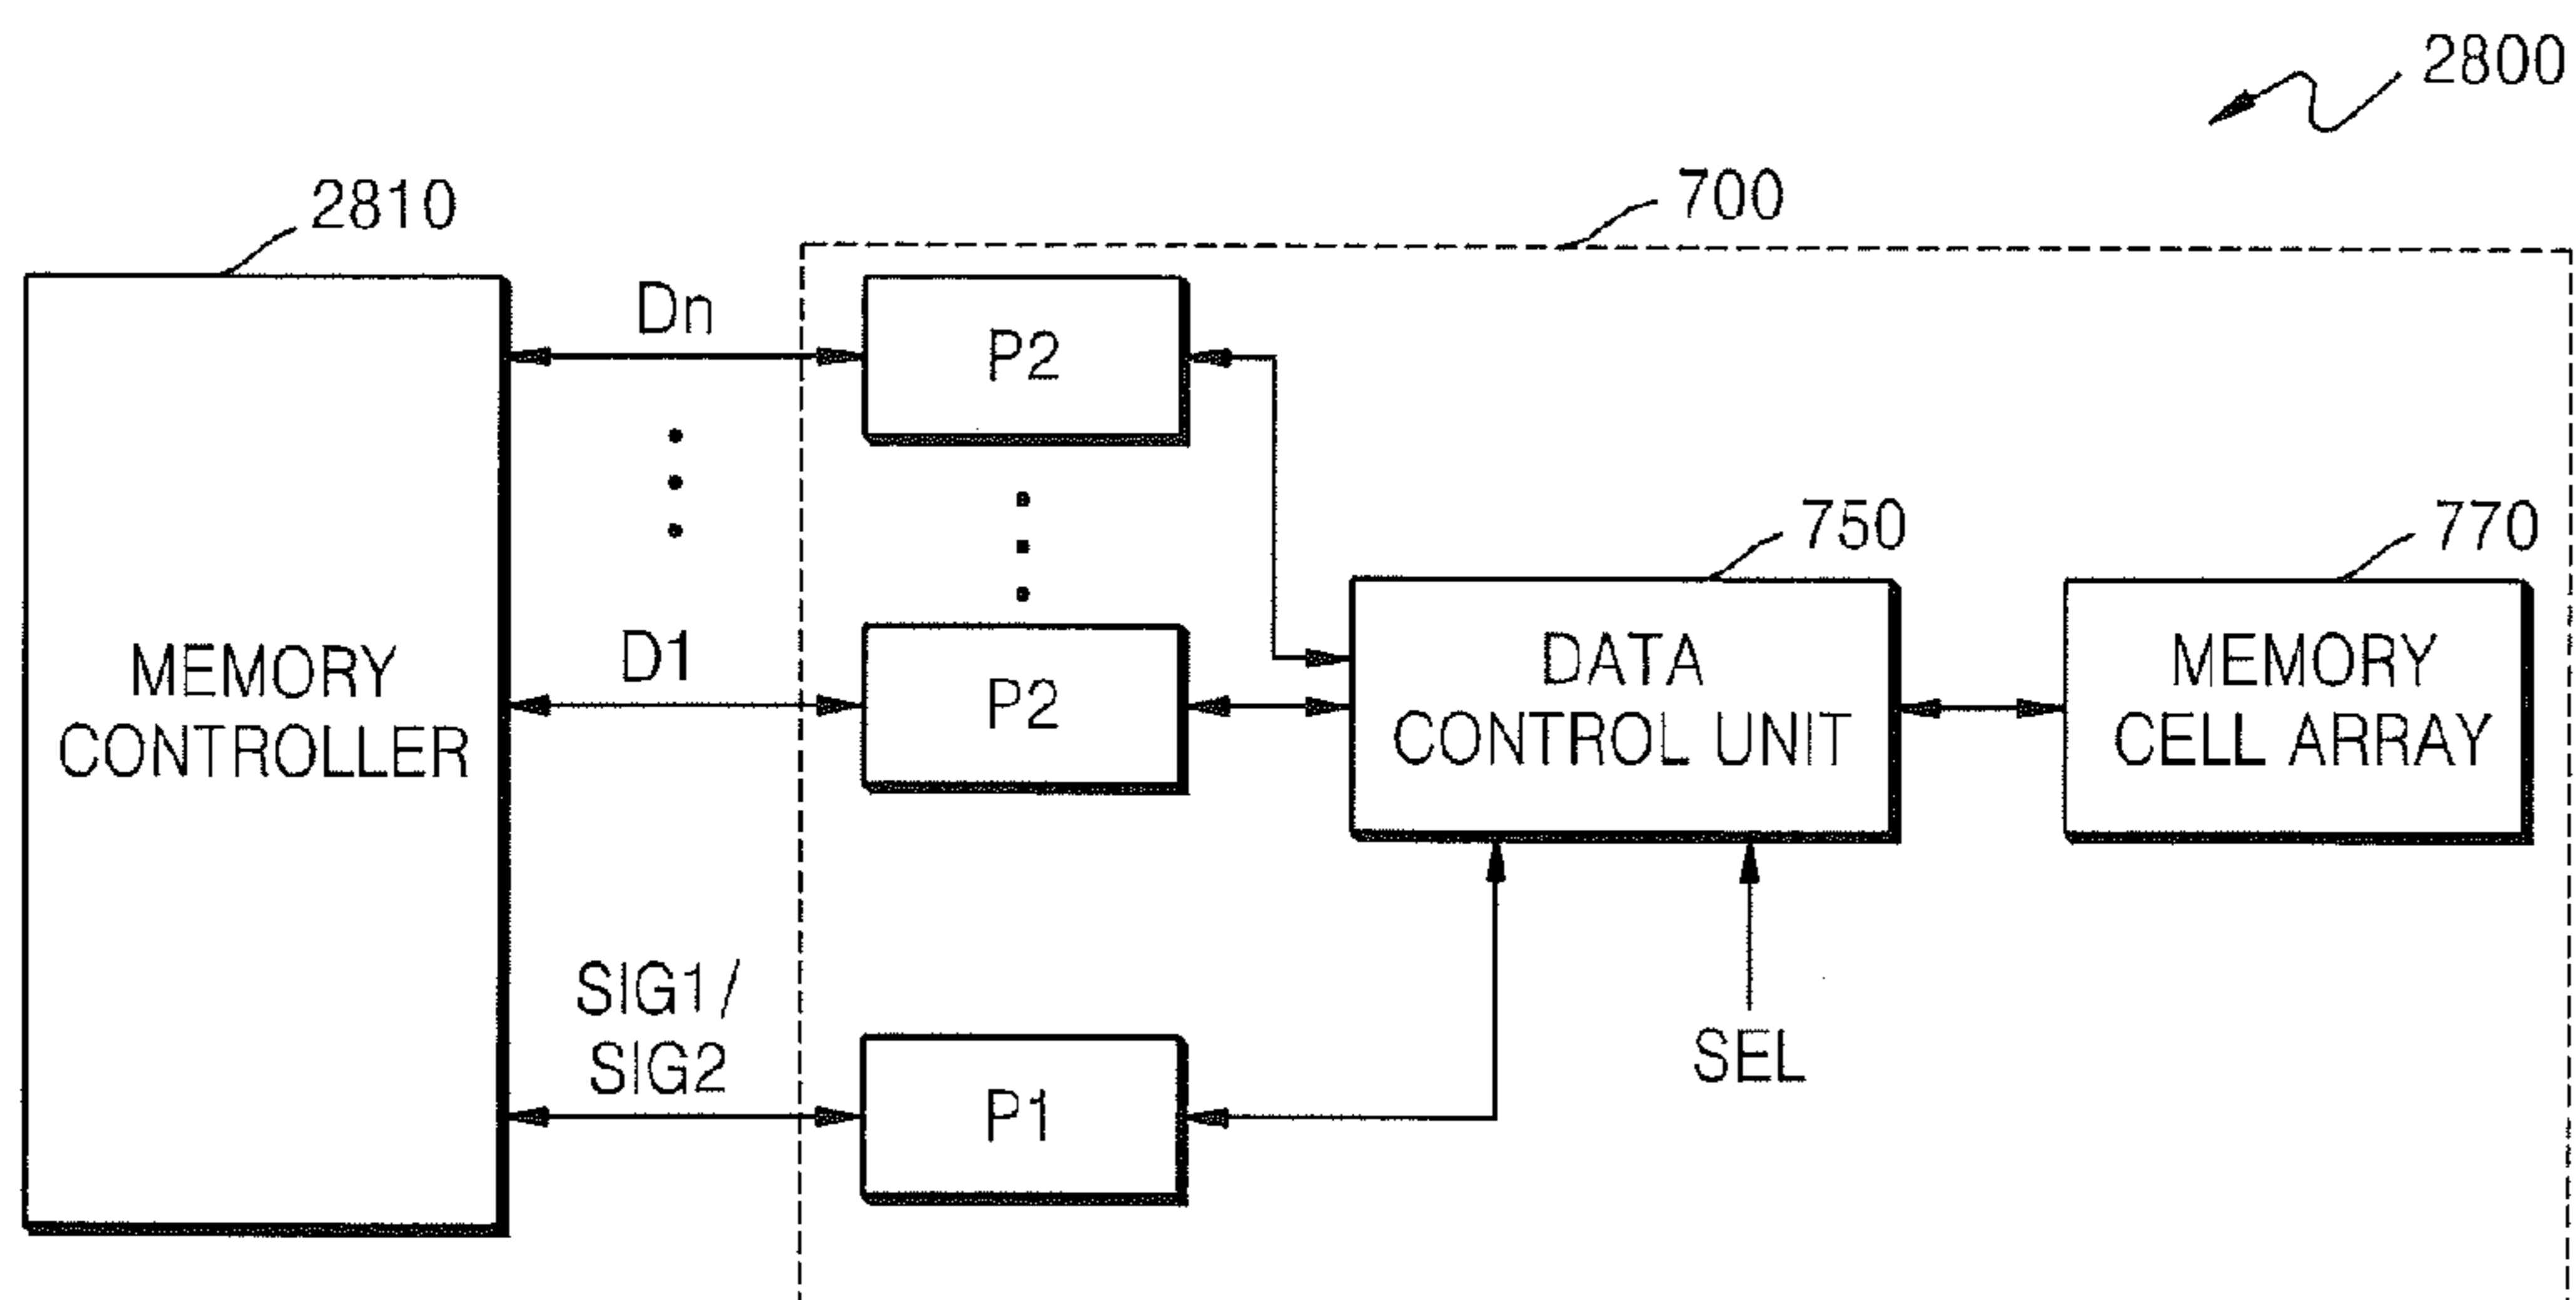 2800
700
2810
Dn
P2
750
770
D1
P2
MEMORY
CONTROLLER
DATA
CONTROL UNIT
MEMORY
CELL ARRAY
SIG1/
SIG2
SEL
P1